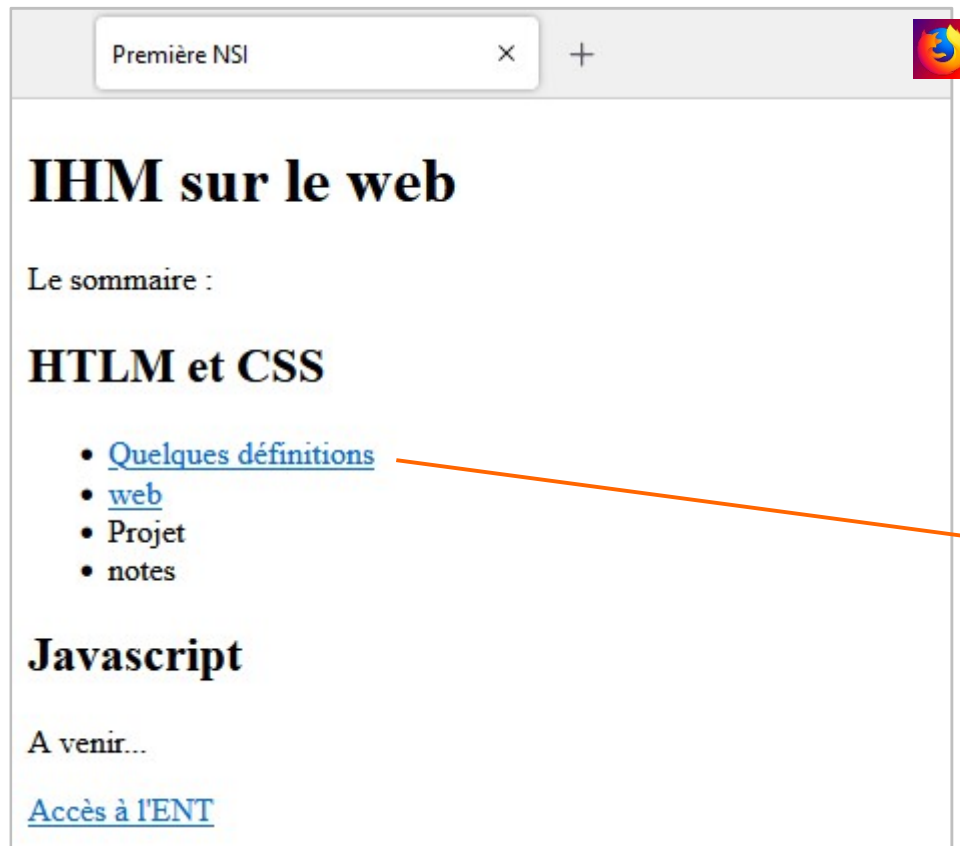 Première NSI
IHM sur le web
Le sommaire :
HTLM et CSS
Quelques définitions
web
Projet
notes
Javascript
A venir...
Accès à l'ENT